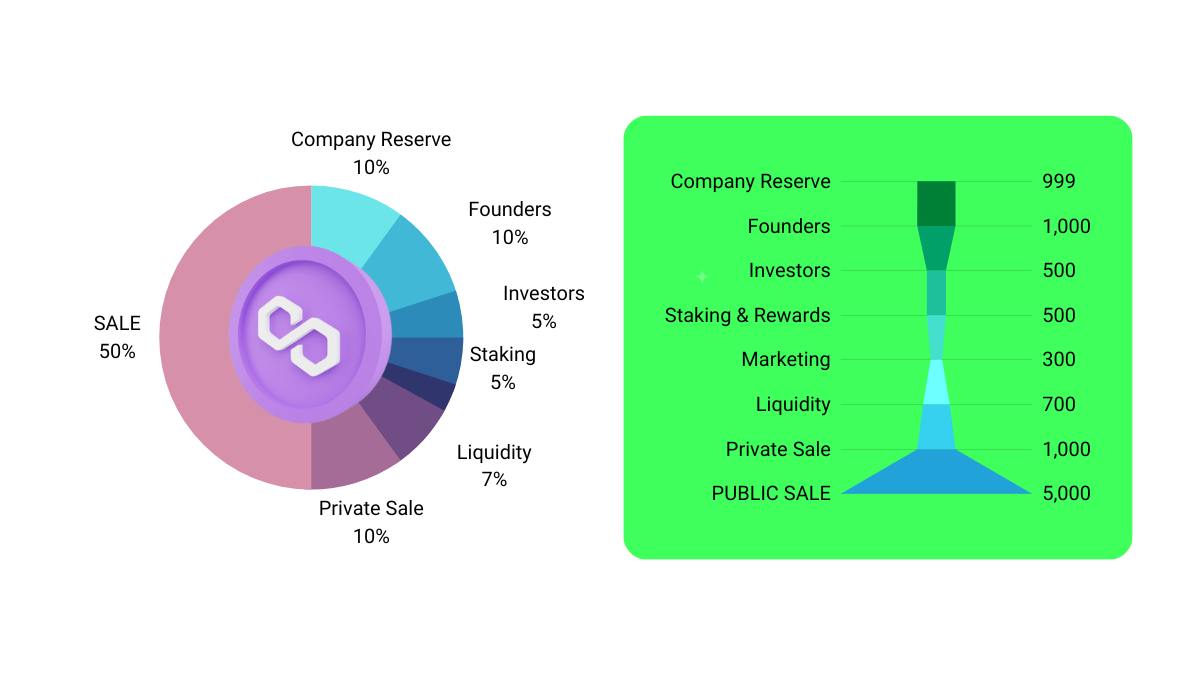 Company Reserve
10%
Founders
10%
Investors
5%
SALE
50%
Staking
5%
Liquidity
7%
Private Sale
10%
Company Reserve 999
Founders 1,000
Investors 500
Staking & Rewards 500
Marketing 300
Liquidity 700
Private Sale 1,000
PUBLIC SALE 5,000